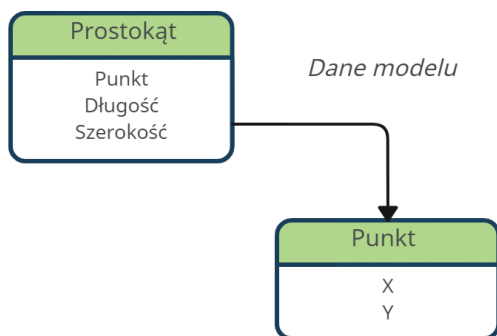 Prostokąt
Punkt
Długość
Szerokość
Dane modelu
Punkt
X
Y